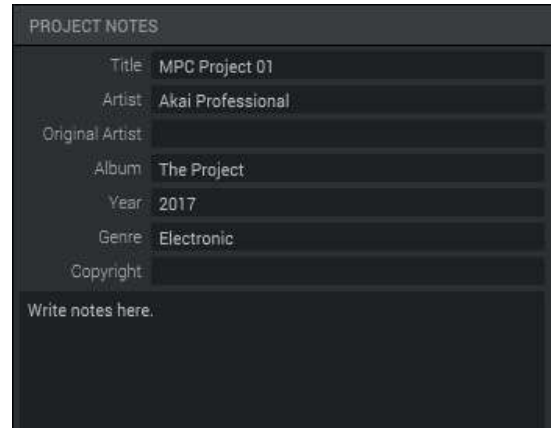 PROJECT NOTES
Title MPC Project 01
Artist Akai Professional
Original Artist
Album The Project
Year 2017
Genre Electronic
Copyright
Write notes here.